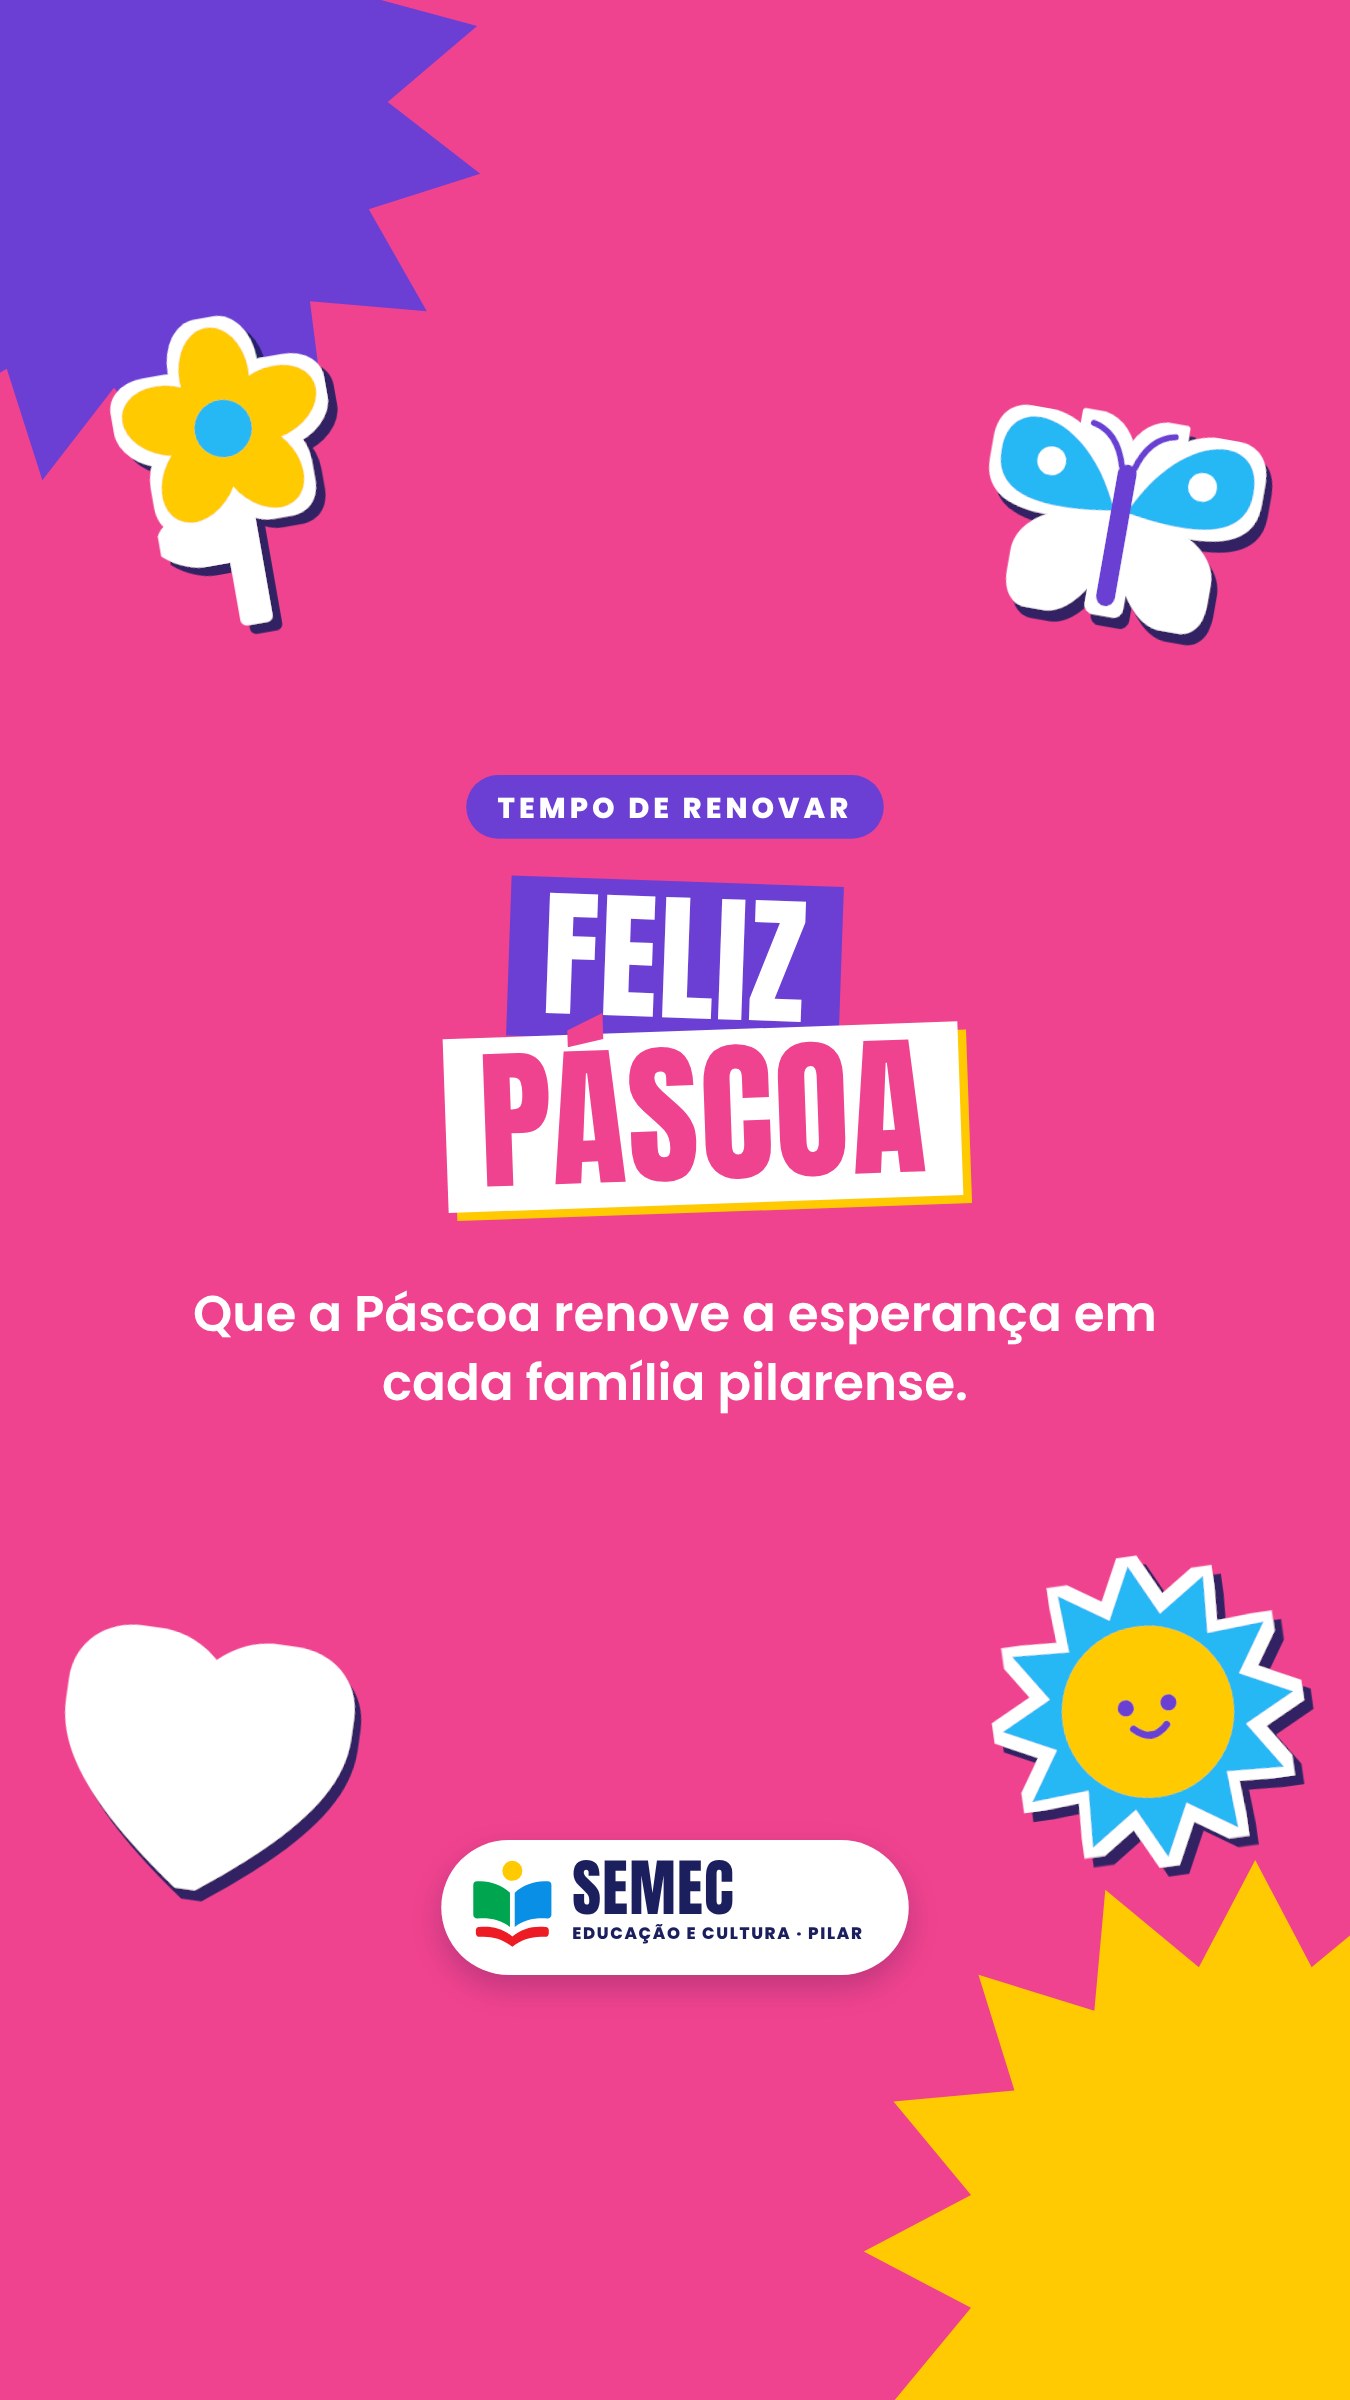 TEMPO DE RENOVAR
FELIZ
PÁSCOA
Que a Páscoa renove a esperança em
cada família pilarense.
SEMEC
EDUCAÇÃO E CULTURA · PILAR